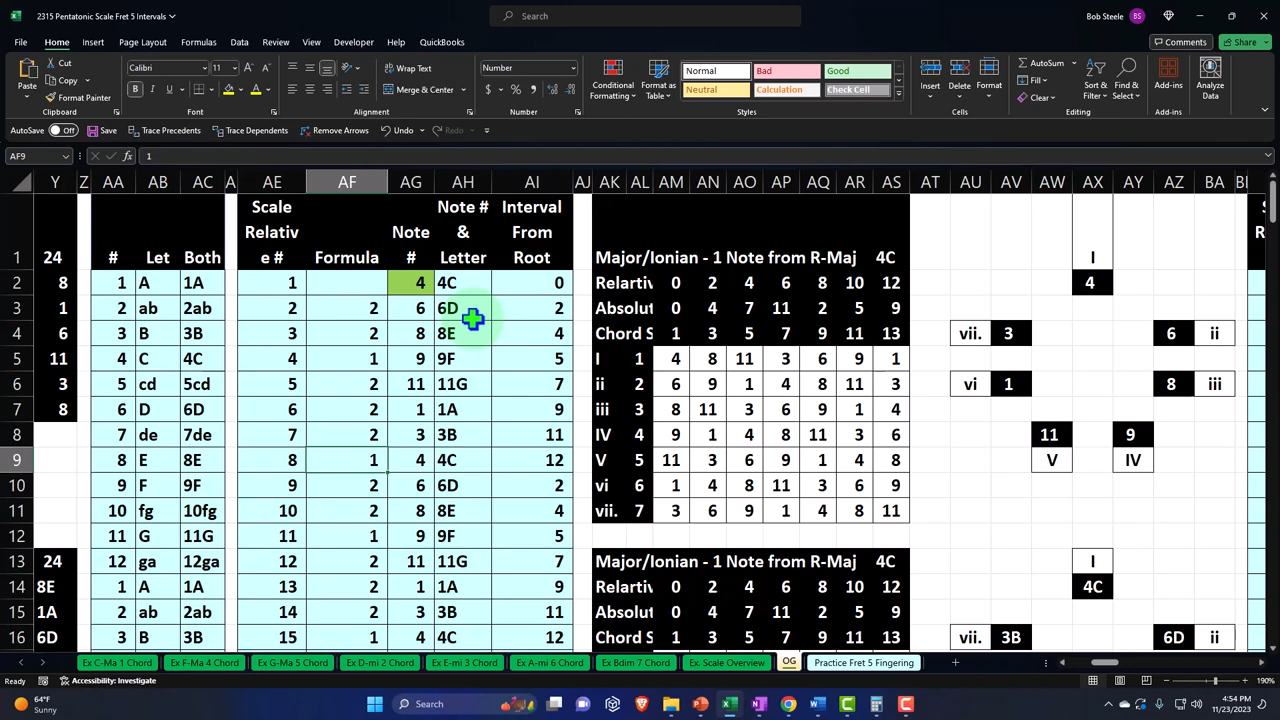 2315 Pentatonic Scale Fret 5 Intervals
Search
Bob Steele BS
File Home Insert Page Layout Formulas Data Review View Developer Help QuickBooks Comments Share
Paste Cut Copy Format Painter Clipboard
Calibri 11 Font
Wrap Text Merge & Center Alignment
Number Number
Conditional Formatting Format as Table Normal Bad Good Neutral Calculation Check Cell Styles
Insert Delete Format Cells
AutoSum Fill Clear Sort & Filter Find & Select Editing
Add-ins Add-ins Analyze Data
AutoSave Off Save Trace Precedents Trace Dependents Remove Arrows Undo Redo
AF9 fx 1
Y Z AA AB AC A AE AF AG AH AI AJ AK AL AM AN AO AP AQ AR AS AT AU AV AW AX AY AZ BA BI
1 24 # Let Both Scale Relativ e # Formula Note # Note # & Letter Interval From Root Major/Ionian - 1 Note from R-Maj 4C I
2 8 1 A 1A 1 4 4C 0 Relartiv 0 2 4 6 8 10 12 4
3 1 2 ab 2ab 2 2 6 6D 2 Absolut 0 4 7 11 2 5 9
4 6 3 B 3B 3 2 8 8E 4 Chord S 1 3 5 7 9 11 13 vii. 3 6 ii
5 11 4 C 4C 4 1 9 9F 5 I 1 4 8 11 3 6 9 1
6 3 5 cd 5cd 5 2 11 11G 7 ii 2 6 9 1 4 8 11 3 vi 1 8 iii
7 8 6 D 6D 6 2 1 1A 9 iii 3 8 11 3 6 9 1 4
8 7 de 7de 7 2 3 3B 11 IV 4 9 1 4 8 11 3 6 11 9
9 8 E 8E 8 1 4 4C 12 V 5 11 3 6 9 1 4 8 V IV
10 9 F 9F 9 2 6 6D 2 vi 6 1 4 8 11 3 6 9
11 10 fg 10fg 10 2 8 8E 4 vii. 7 3 6 9 1 4 8 11
12 11 G 11G 11 1 9 9F 5
13 24 12 ga 12ga 12 2 11 11G 7 Major/Ionian - 1 Note from R-Maj 4C I
14 8E 1 A 1A 13 2 1 1A 9 Relartiv 0 2 4 6 8 10 12 4C
15 1A 2 ab 2ab 14 2 3 3B 11 Absolut 0 4 7 11 2 5 9
16 6D 3 B 3B 15 1 4 4C 12 Chord S 1 3 5 7 9 11 13 vii. 3B 6D ii
Ex C-Ma 1 Chord Ex F-Ma 4 Chord Ex G-Ma 5 Chord Ex D-mi 2 Chord Ex E-mi 3 Chord Ex A-mi 6 Chord Ex Bdim 7 Chord Ex. Scale Overview OG Practice Fret 5 Fingering
Ready Accessibility: Investigate 190%
64°F Sunny Search 4:54 PM 11/23/2023